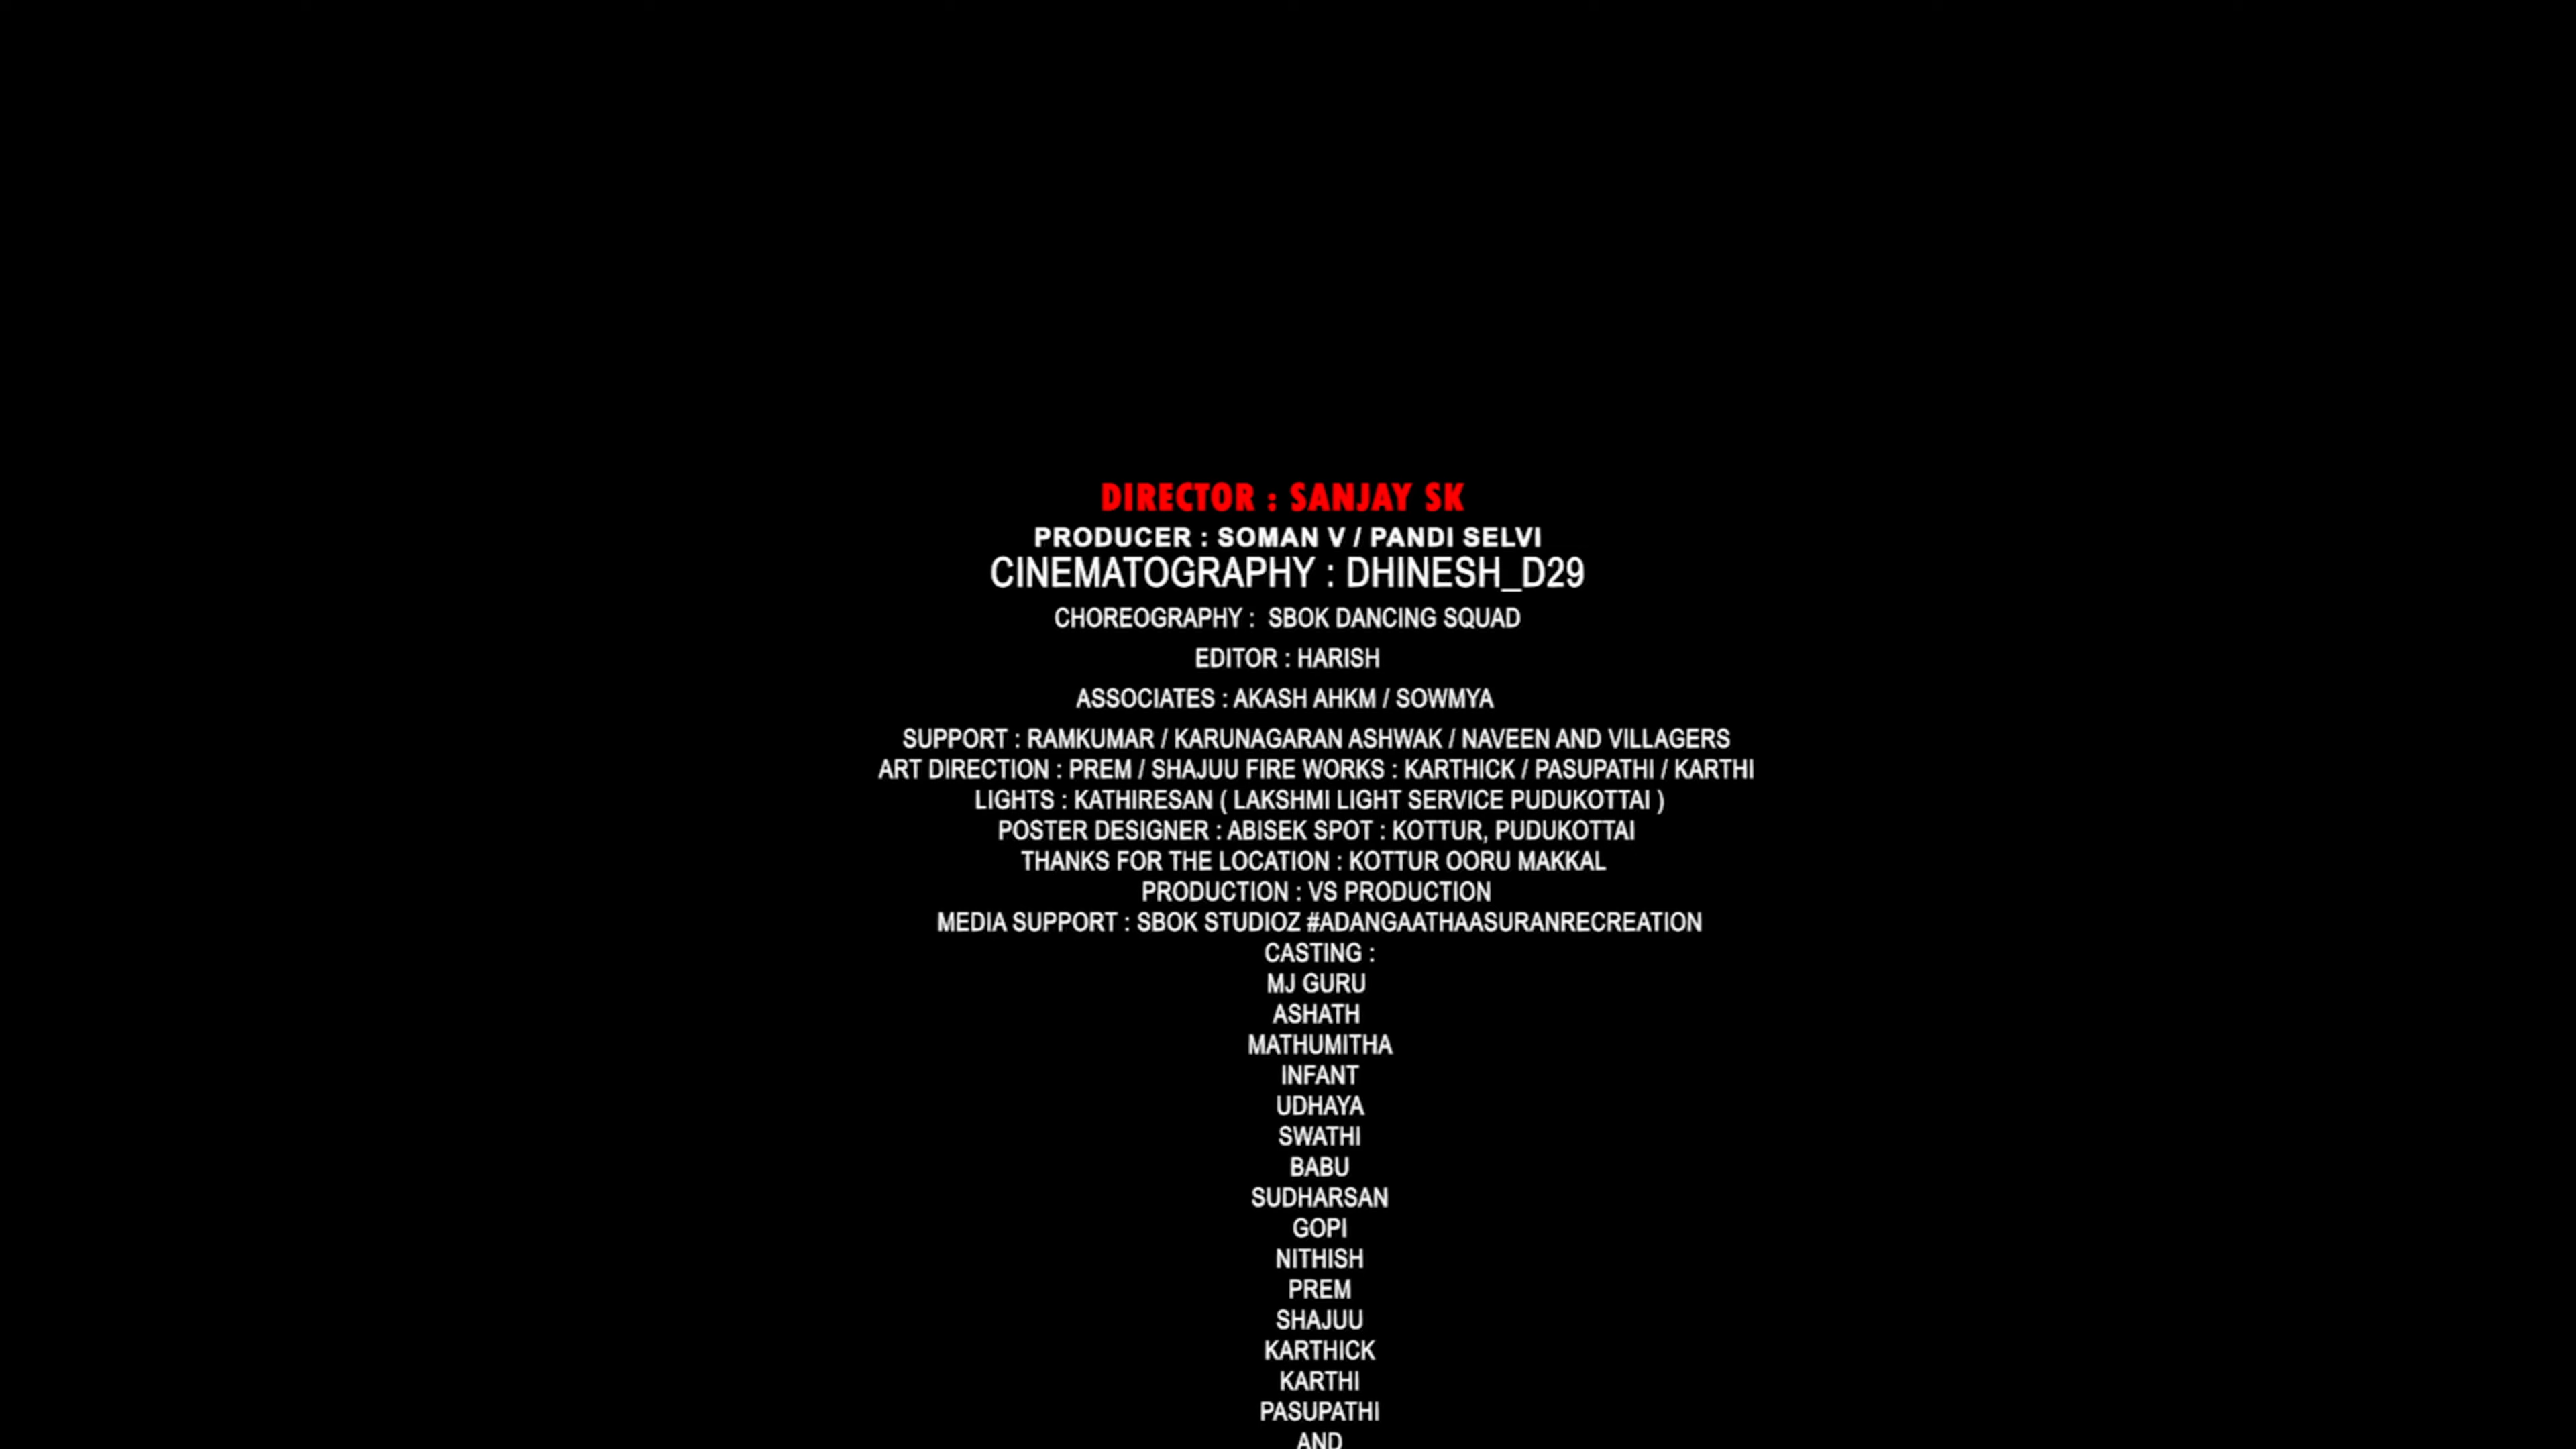 DIRECTOR : SANJAY SK
PRODUCER : SOMAN V / PANDI SELVI
CINEMATOGRAPHY : DHINESH_D29
CHOREOGRAPHY :  SBOK DANCING SQUAD
EDITOR : HARISH
ASSOCIATES : AKASH AHKM / SOWMYA
SUPPORT : RAMKUMAR / KARUNAGARAN ASHWAK / NAVEEN AND VILLAGERS
ART DIRECTION : PREM / SHAJUU FIRE WORKS : KARTHICK / PASUPATHI / KARTHI
LIGHTS : KATHIRESAN ( LAKSHMI LIGHT SERVICE PUDUKOTTAI )
POSTER DESIGNER : ABISEK SPOT : KOTTUR, PUDUKOTTAI
THANKS FOR THE LOCATION : KOTTUR OORU MAKKAL
PRODUCTION : VS PRODUCTION
MEDIA SUPPORT : SBOK STUDIOZ #ADANGAATHAASURANRECREATION
CASTING :
MJ GURU
ASHATH
MATHUMITHA
INFANT
UDHAYA
SWATHI
BABU
SUDHARSAN
GOPI
NITHISH
PREM
SHAJUU
KARTHICK
KARTHI
PASUPATHI
AND